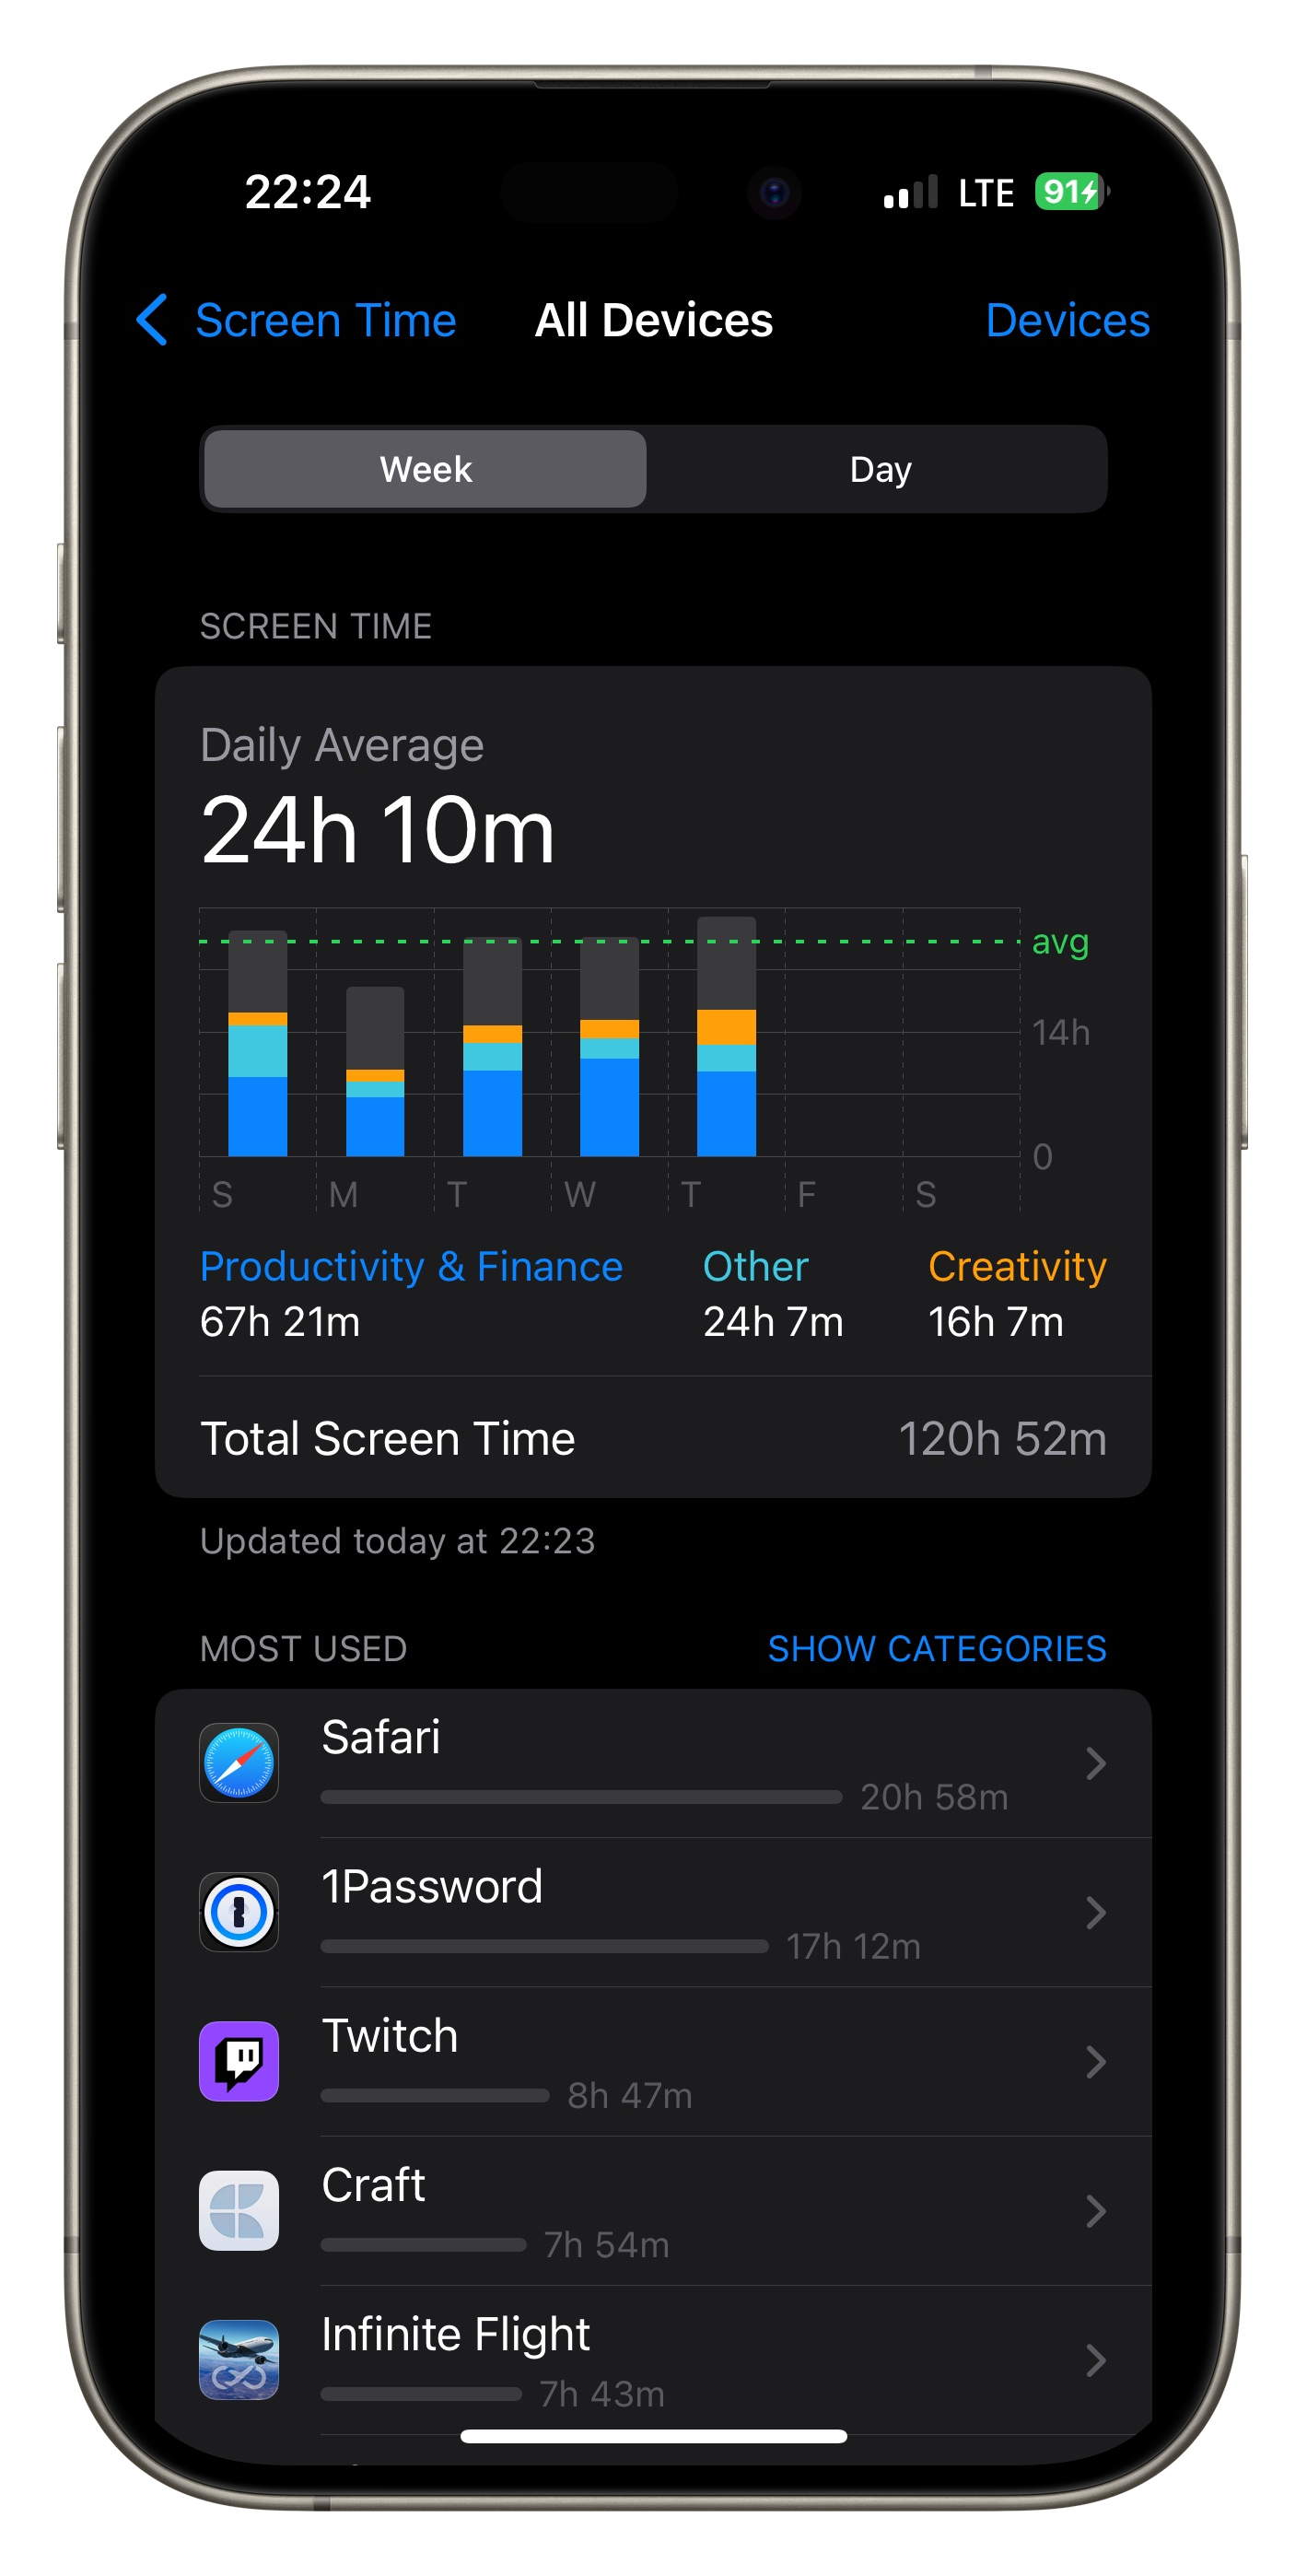 22:24 LTE 91
Screen Time All Devices Devices
Week Day
SCREEN TIME
Daily Average
24h 10m
avg
14h
0
S M T W T F S
Productivity & Finance Other Creativity
67h 21m 24h 7m 16h 7m
Total Screen Time 120h 52m
Updated today at 22:23
MOST USED SHOW CATEGORIES
Safari
20h 58m
1Password
17h 12m
Twitch
8h 47m
Craft
7h 54m
Infinite Flight
7h 43m